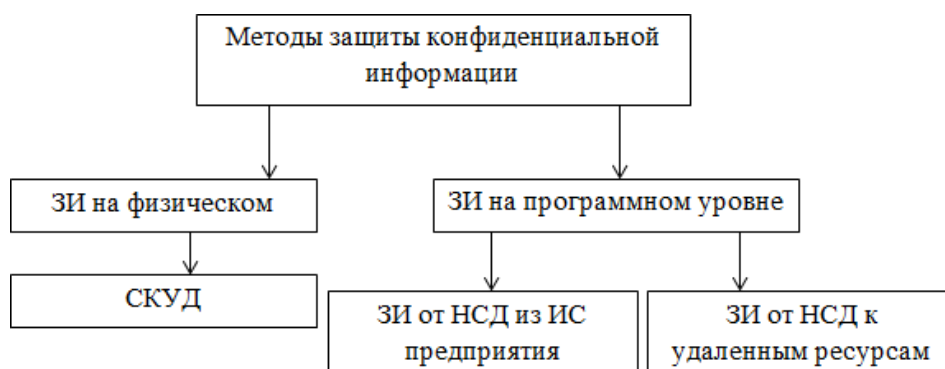 Методы защиты конфиденциальной
информации
ЗИ на физическом
ЗИ на программном уровне
СКУД
ЗИ от НСД из ИС
предприятия
ЗИ от НСД к
удаленным ресурсам